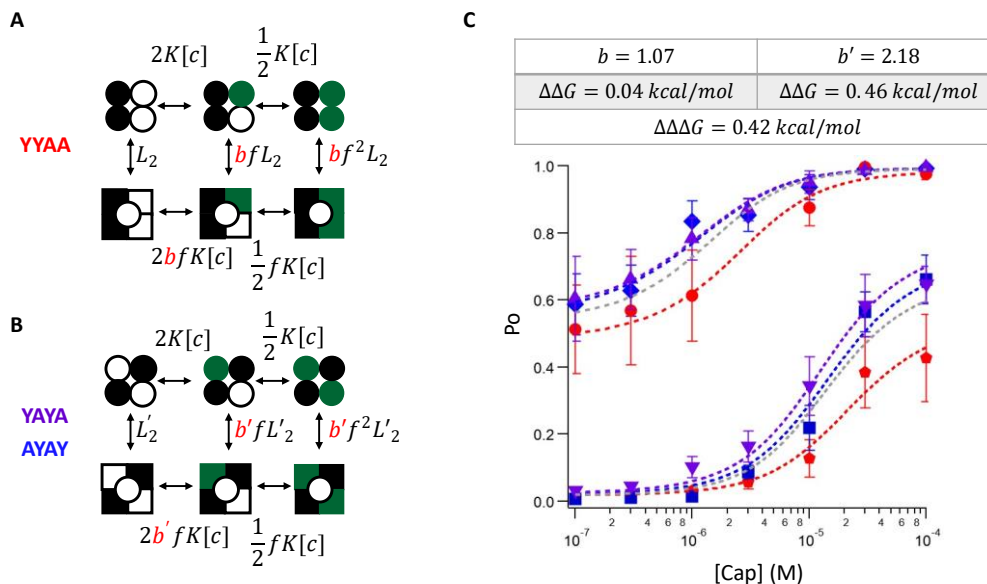 A
2K[c]
1/2 K[c]
YYAA
L₂
bfL₂
bf²L₂
2bfK[c]
1/2 fK[c]
B
2K[c]
1/2 K[c]
YAYA
AYAY
L'₂
b'fL'₂
b'f²L'₂
2b'fK[c]
1/2 fK[c]
C
b = 1.07
b' = 2.18
ΔΔG = 0.04 kcal/mol
ΔΔG = 0.46 kcal/mol
ΔΔΔG = 0.42 kcal/mol
1.0
0.8
0.6
0.4
0.2
0.0
Po
2 4 6 8 2 4 6 8 2 4 6 8
10⁻⁷ 10⁻⁶ 10⁻⁵ 10⁻⁴
[Cap] (M)